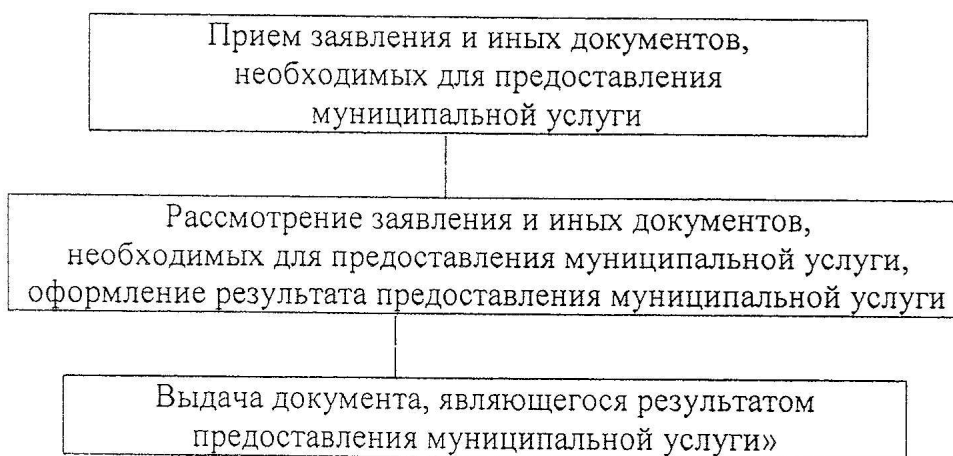 Прием заявления и иных документов,
необходимых для предоставления
муниципальной услуги
Рассмотрение заявления и иных документов,
необходимых для предоставления муниципальной услуги,
оформление результата предоставления муниципальной услуги
Выдача документа, являющегося результатом
предоставления муниципальной услуги»